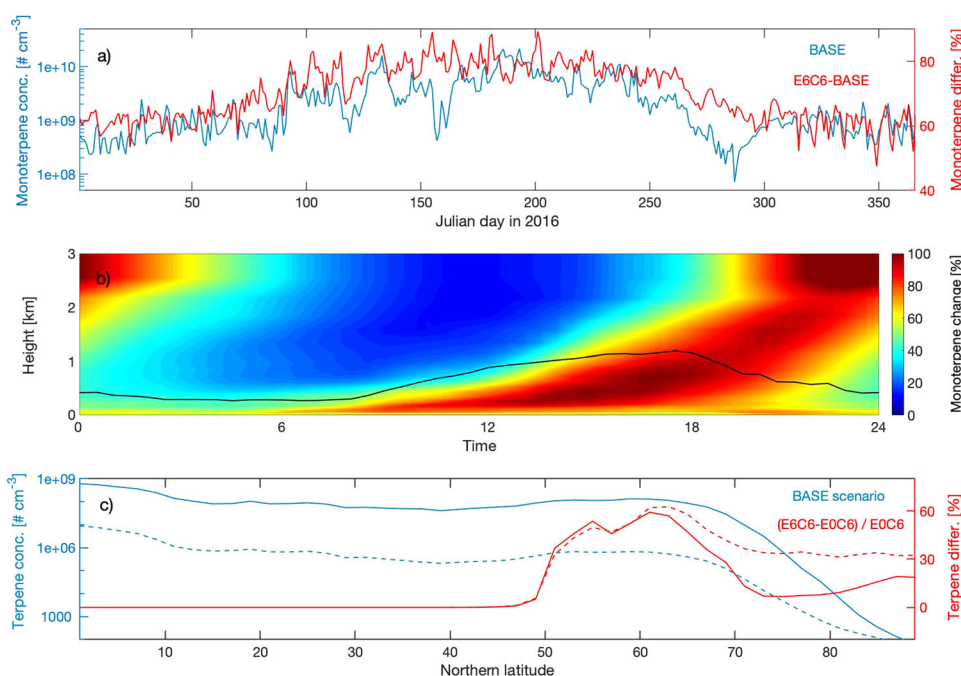 Monoterpene conc. [# cm-3]
a)
BASE
E6C6-BASE
1e+10
1e+09
1e+08
80
60
40
Monoterpene differ. [%]
50 100 150 200 250 300 350
Julian day in 2016
b)
Height [km]
3
2
1
0
0 6 12 18 24
Time
100
80
60
40
20
0
Monoterpene change [%]
c)
Terpene conc. [# cm-3]
1e+09
1e+06
1000
BASE scenario
(E6C6-E0C6) / E0C6
60
30
0
Terpene differ. [%]
10 20 30 40 50 60 70 80
Northern latitude